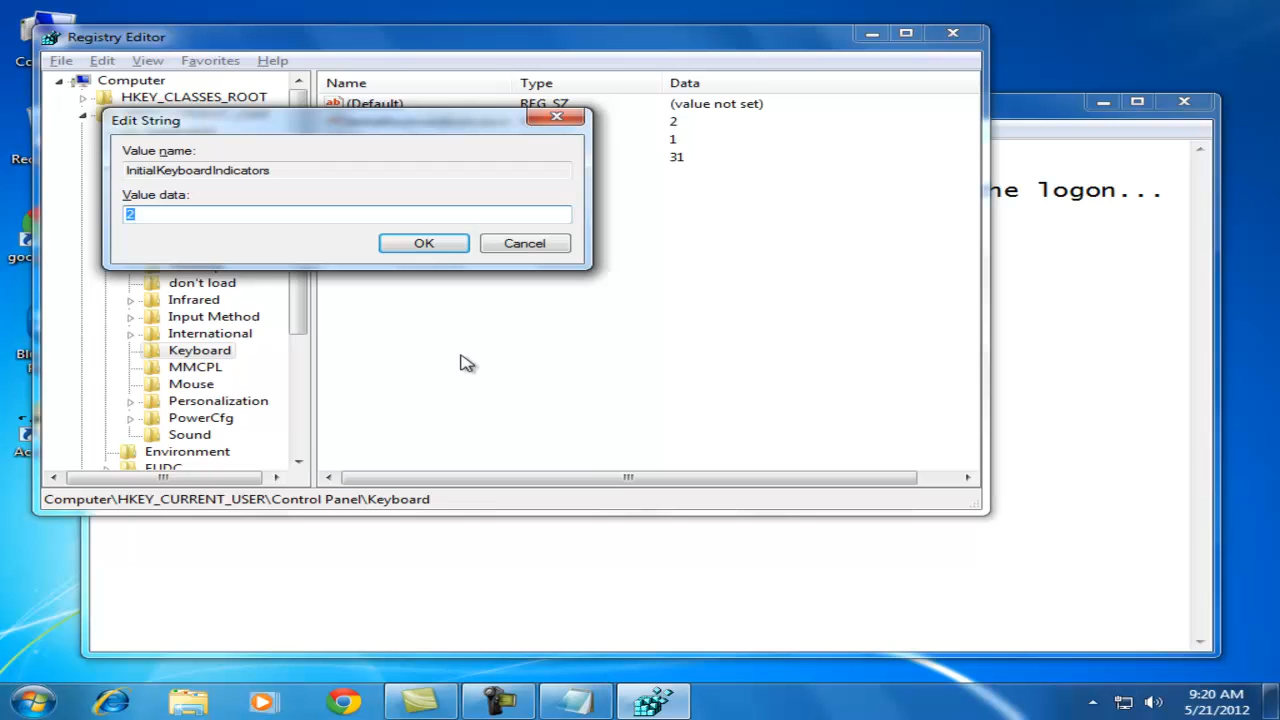 Registry Editor
File Edit View Favorites Help
Computer
HKEY_CLASSES_ROOT
Name Type Data
(Default) REG_SZ (value not set)
2
1
31
Edit String
Value name:
InitialKeyboardIndicators
Value data:
2
OK Cancel
logon...
don't load
Infrared
Input Method
International
Keyboard
MMCPL
Mouse
Personalization
PowerCfg
Sound
Environment
EUDC
Computer\HKEY_CURRENT_USER\Control Panel\Keyboard
9:20 AM
5/21/2012